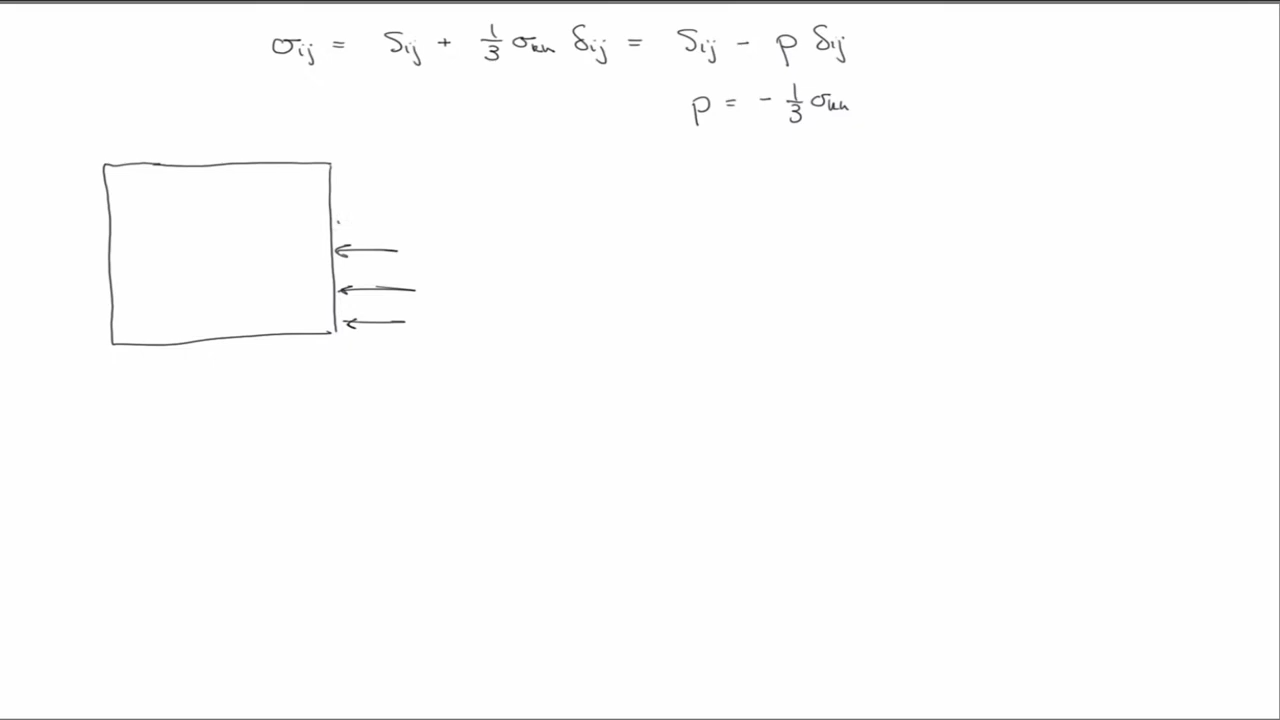 σij = Sij + 1/3 σkk δij = Sij - p δij
p = - 1/3 σkk